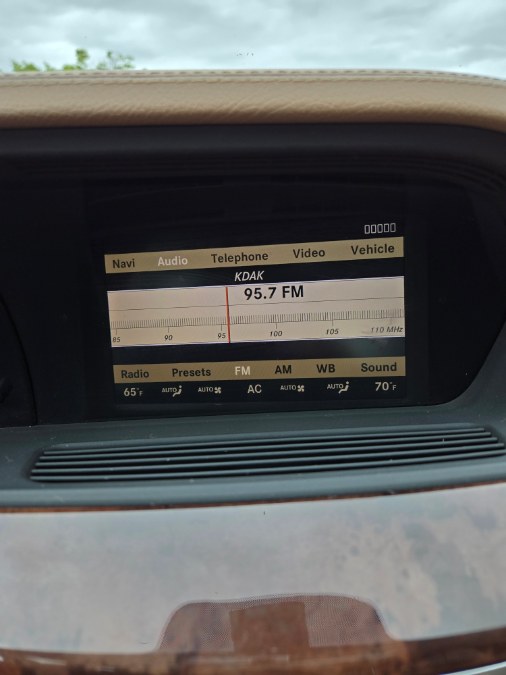 Navi Audio Telephone Video Vehicle
KDAK
95.7 FM
85 90 95 100 105 110 MHz
Radio Presets FM AM WB Sound
65°F AUTO AUTO AC AUTO AUTO 70°F